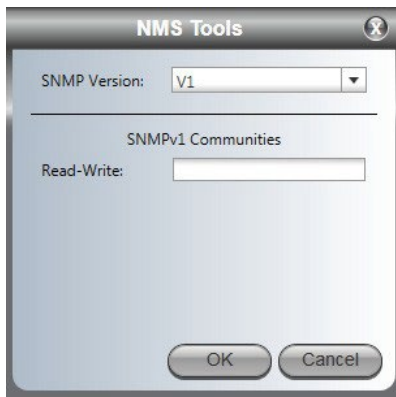 NMS Tools
X
SNMP Version: V1
SNMPv1 Communities
Read-Write:
OK Cancel